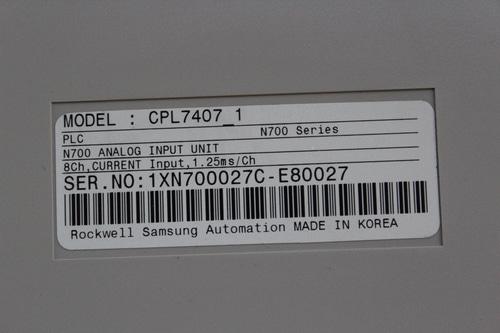 MODEL : CPL7407_1
PLC N700 Series
N700 ANALOG INPUT UNIT
8Ch,CURRENT Input,1.25ms/Ch
SER.NO:1XN700027C-E80027
Rockwell Samsung Automation MADE IN KOREA